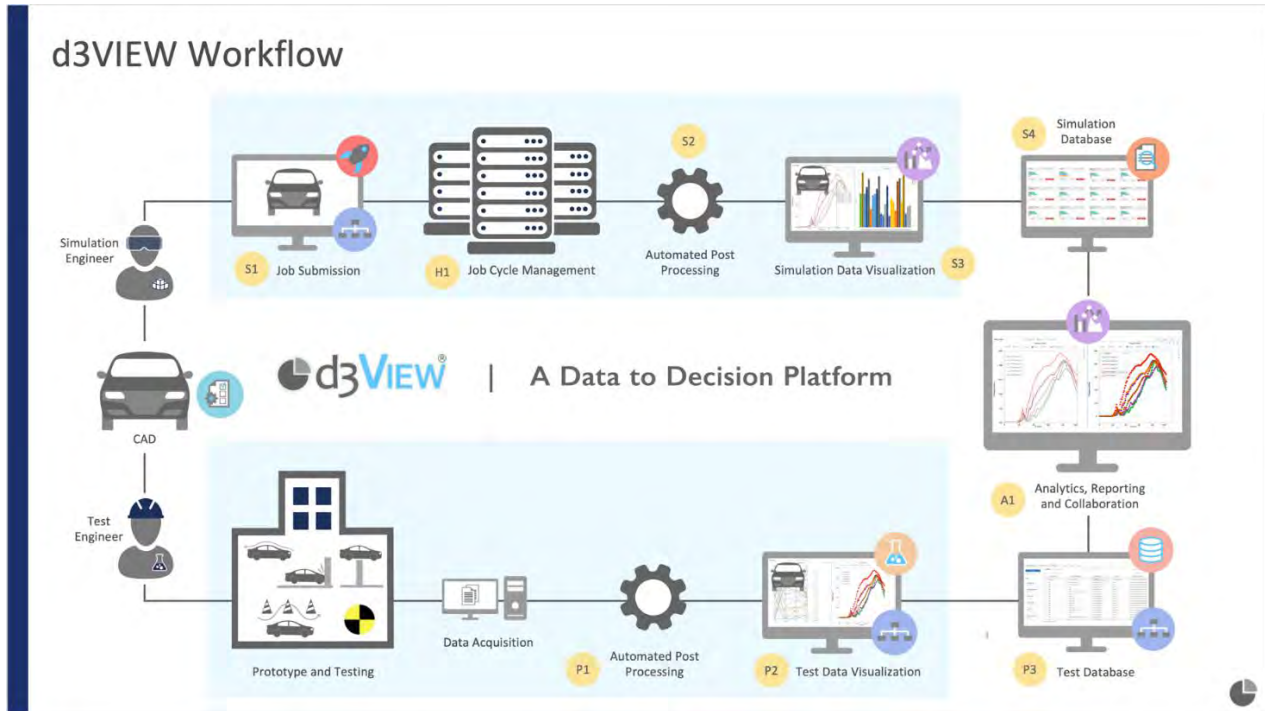 d3VIEW Workflow
S2
S4
Simulation
Database
Simulation
Engineer
S1
Job Submission
H1
Job Cycle Management
Automated Post
Processing
Simulation Data Visualization
S3
d3VIEW®
|
A Data to Decision Platform
CAD
A1
Analytics, Reporting
and Collaboration
Test
Engineer
Data Acquisition
Prototype and Testing
P1
Automated Post
Processing
P2
Test Data Visualization
P3
Test Database